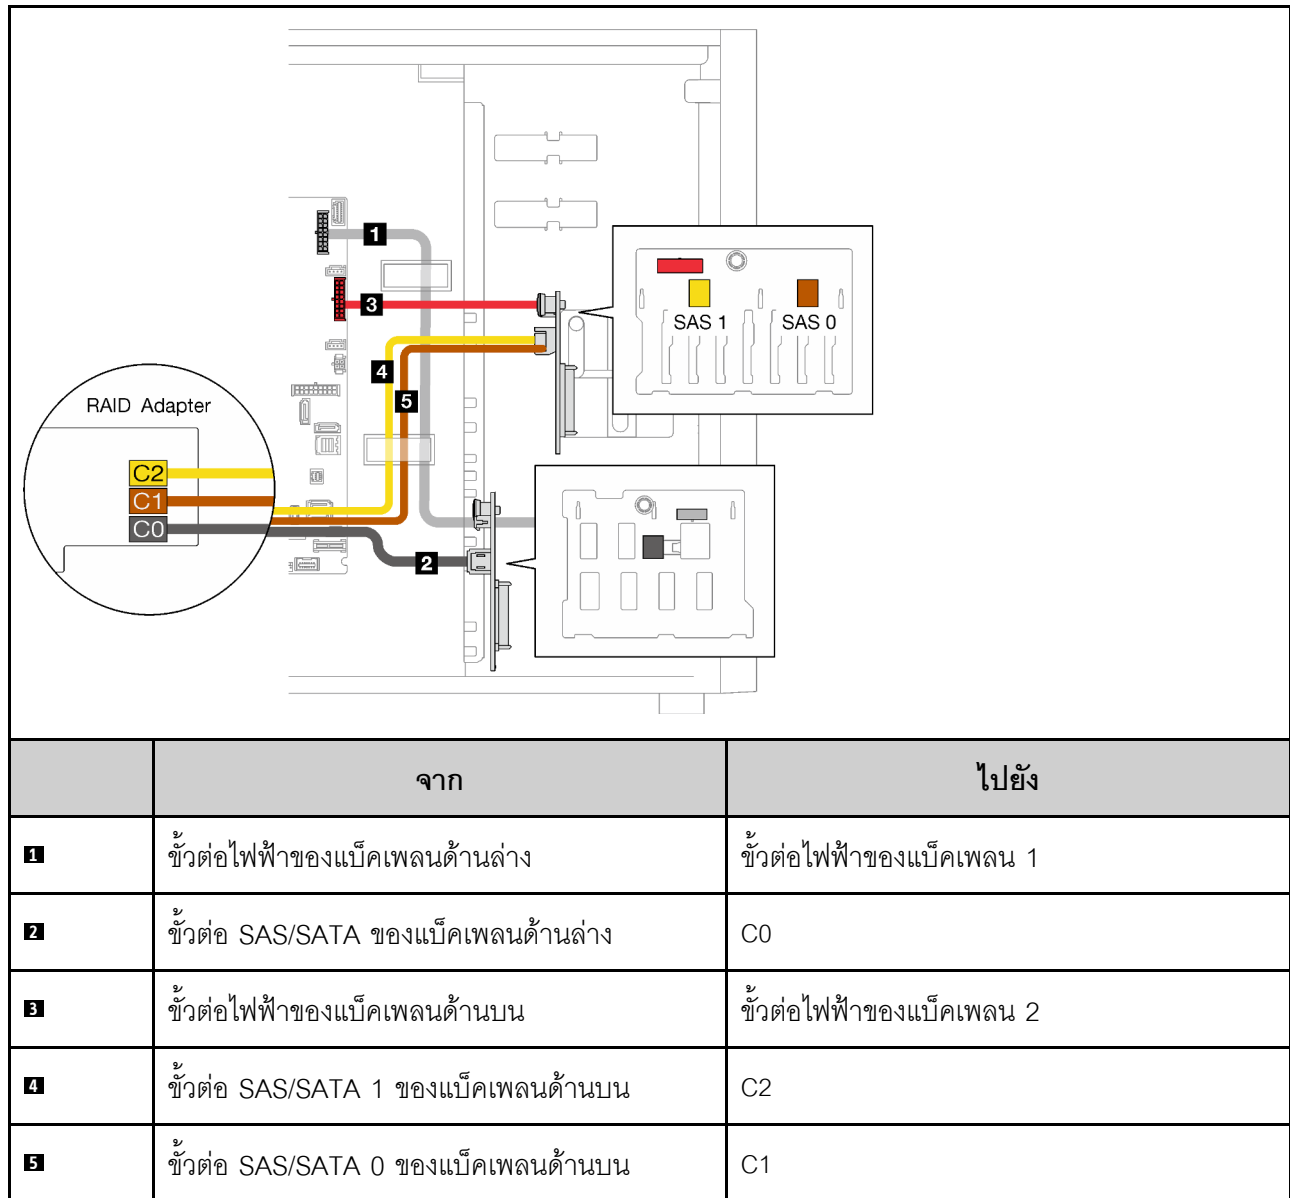 1
3
SAS 1 SAS 0
4
5
RAID Adapter
C2
C1
C0
2
จาก ไปยัง
1 ขั้วต่อไฟฟ้าของแบ็คเพลนด้านล่าง ขั้วต่อไฟฟ้าของแบ็คเพลน 1
2 ขั้วต่อ SAS/SATA ของแบ็คเพลนด้านล่าง C0
3 ขั้วต่อไฟฟ้าของแบ็คเพลนด้านบน ขั้วต่อไฟฟ้าของแบ็คเพลน 2
4 ขั้วต่อ SAS/SATA 1 ของแบ็คเพลนด้านบน C2
5 ขั้วต่อ SAS/SATA 0 ของแบ็คเพลนด้านบน C1